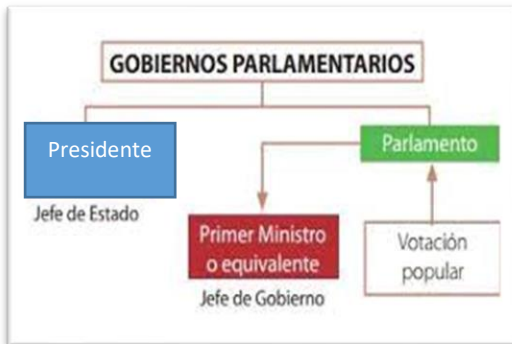 GOBIERNOS PARLAMENTARIOS
Presidente
Parlamento
Jefe de Estado
Primer Ministro
o equivalente
Jefe de Gobierno
Votación
popular